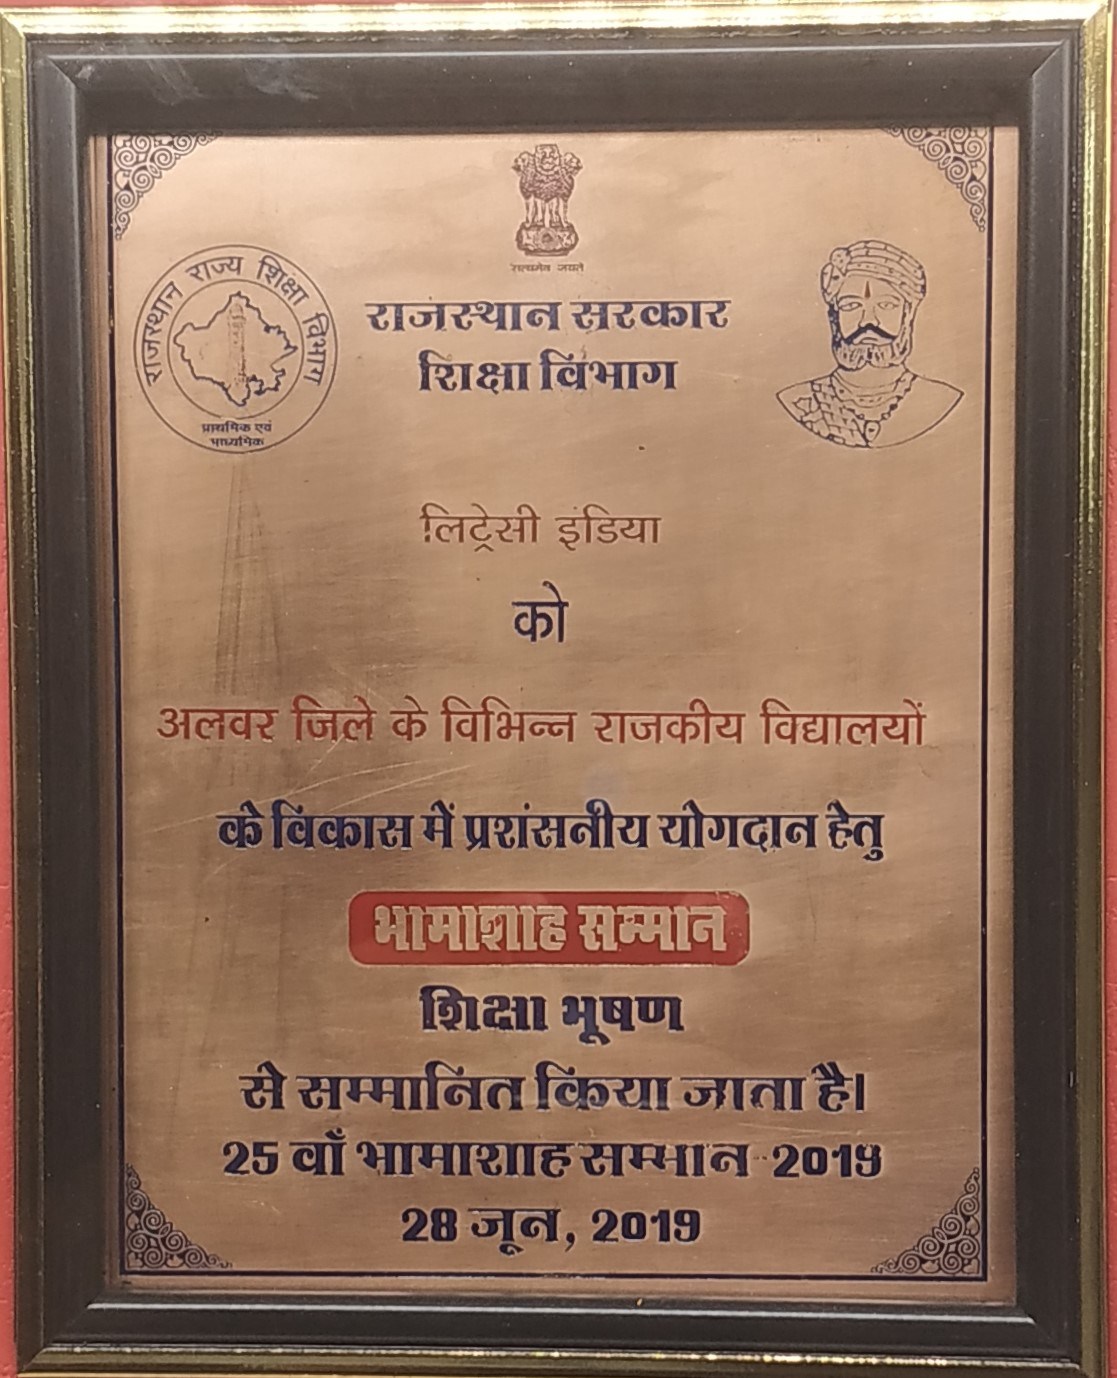 सत्यमेव जयते
राजस्थान राज्य शिक्षा विभाग
प्राथमिक एवं
माध्यमिक
राजस्थान सरकार
शिक्षा विभाग
लिट्रेसी इंडिया
को
अलवर जिले के विभिन्न राजकीय विद्यालयों
के विकास में प्रशंसनीय योगदान हेतु
भामाशाह सम्मान
शिक्षा भूषण
से सम्मानित किया जाता है।
25 वाँ भामाशाह सम्मान - 2019
28 जून, 2019